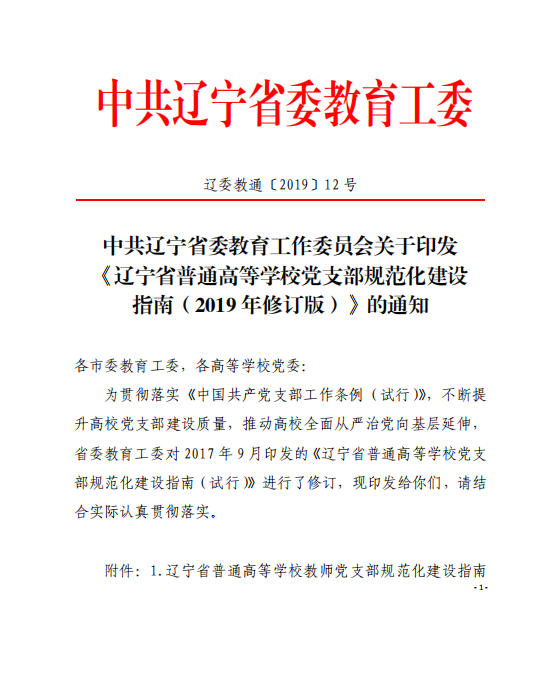 中共辽宁省委教育工委
辽委教通〔2019〕12号
中共辽宁省委教育工作委员会关于印发
《辽宁省普通高等学校党支部规范化建设
指南（2019年修订版）》的通知
各市委教育工委，各高等学校党委：
为贯彻落实《中国共产党支部工作条例（试行）》，不断提
升高校党支部建设质量，推动高校全面从严治党向基层延伸，
省委教育工委对2017年9月印发的《辽宁省普通高等学校党支
部规范化建设指南（试行）》进行了修订，现印发给你们，请结
合实际认真贯彻落实。
附件：1.辽宁省普通高等学校教师党支部规范化建设指南
-1-